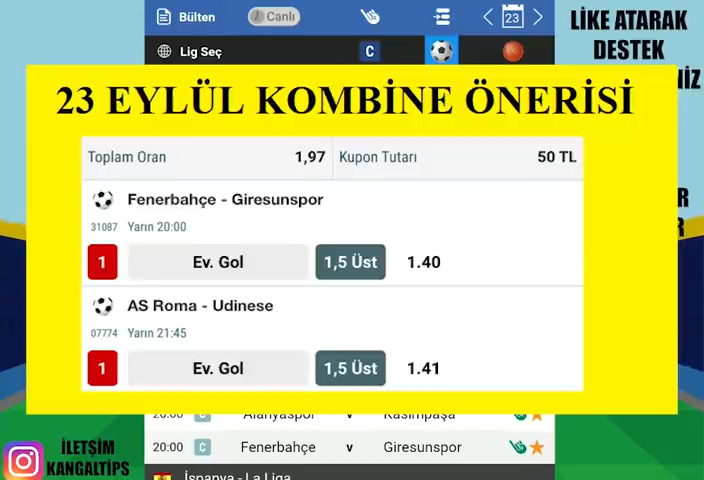 Bülten
Canlı
23
LİKE ATARAK
DESTEK
NİZ
Lig Seç
C
23 EYLÜL KOMBİNE ÖNERİSİ
Toplam Oran 1,97 Kupon Tutarı 50 TL
Fenerbahçe - Giresunspor
31087 Yarın 20:00
1 Ev. Gol 1,5 Üst 1.40
AS Roma - Udinese
07774 Yarın 21:45
1 Ev. Gol 1,5 Üst 1.41
R
R
20:00 C Alanyaspor v Kasımpaşa
20:00 C Fenerbahçe v Giresunspor
İspanya - La Liga
İLETŞİM
KANGALTİPS